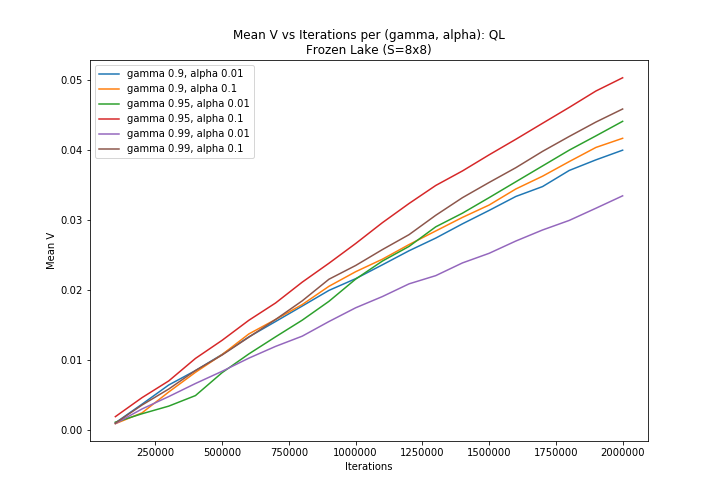 Mean V vs Iterations per (gamma, alpha): QL
Frozen Lake (S=8x8)
gamma 0.9, alpha 0.01
gamma 0.9, alpha 0.1
gamma 0.95, alpha 0.01
gamma 0.95, alpha 0.1
gamma 0.99, alpha 0.01
gamma 0.99, alpha 0.1
Mean V
0.05
0.04
0.03
0.02
0.01
0.00
250000 500000 750000 1000000 1250000 1500000 1750000 2000000
Iterations